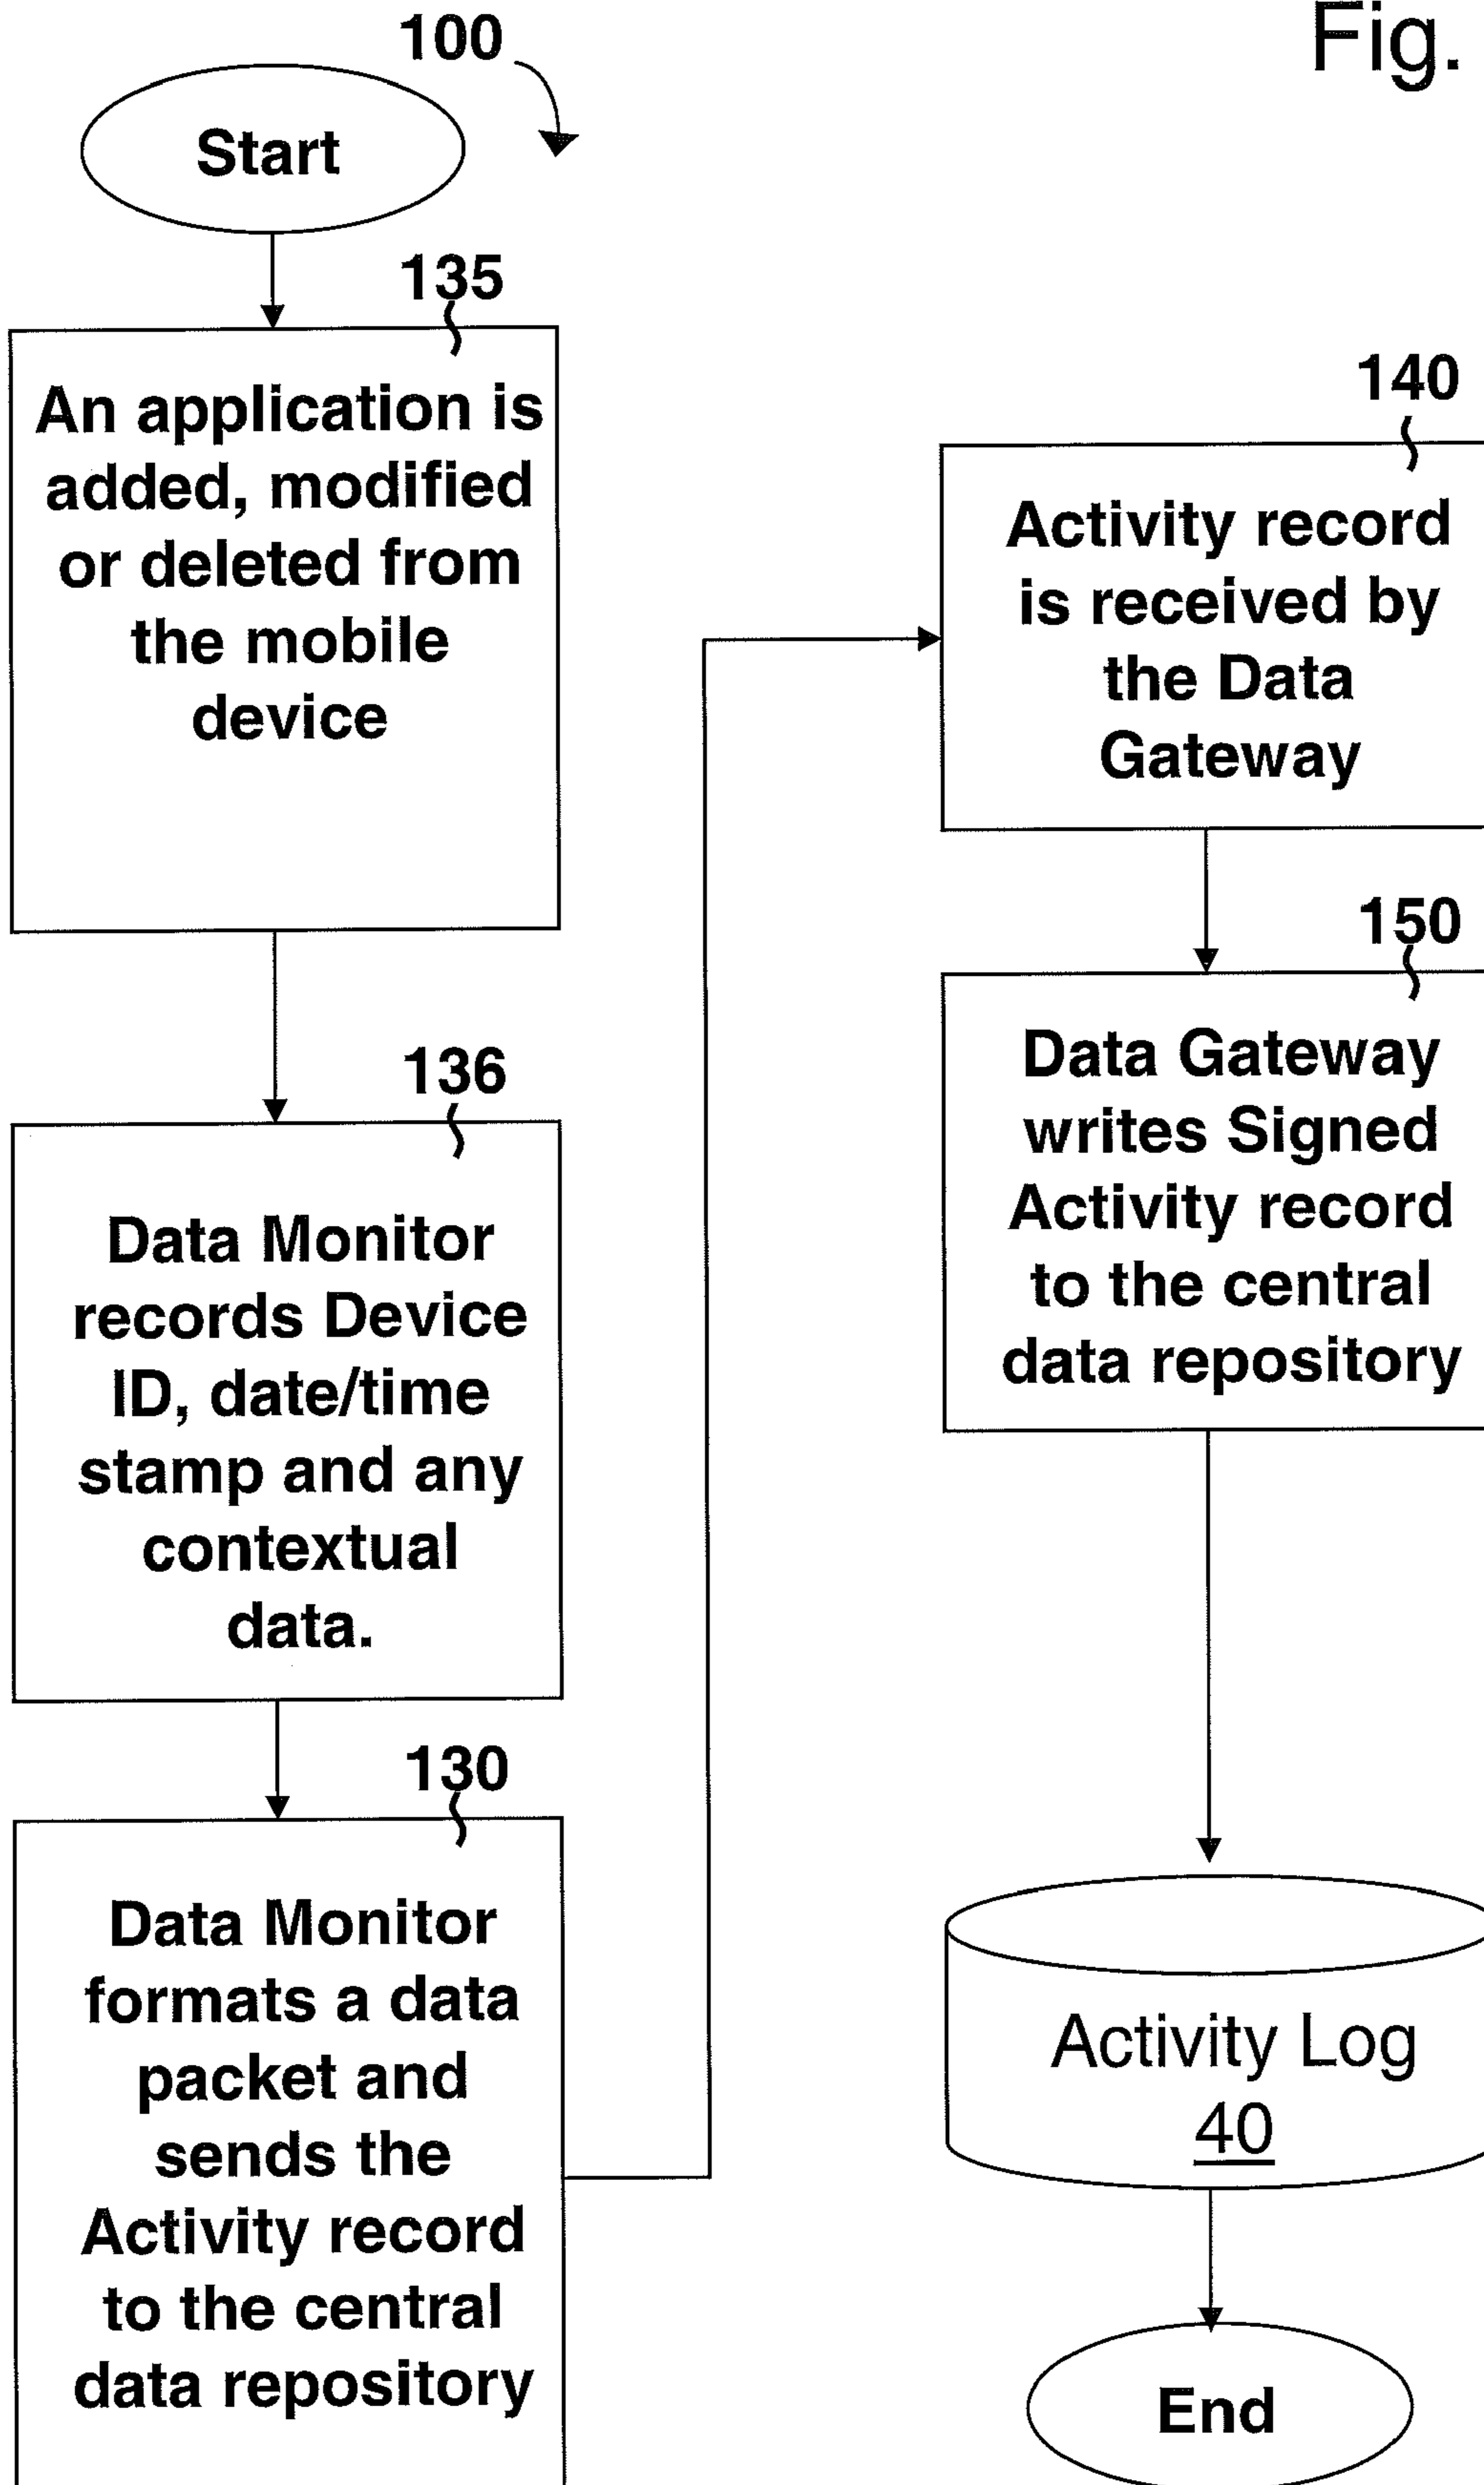 100
Fig.
Start
135
An application is
added, modified
or deleted from
the mobile
device
136
Data Monitor
records Device
ID, date/time
stamp and any
contextual
data.
130
Data Monitor
formats a data
packet and
sends the
Activity record
to the central
data repository
140
Activity record
is received by
the Data
Gateway
150
Data Gateway
writes Signed
Activity record
to the central
data repository
Activity Log
40
End